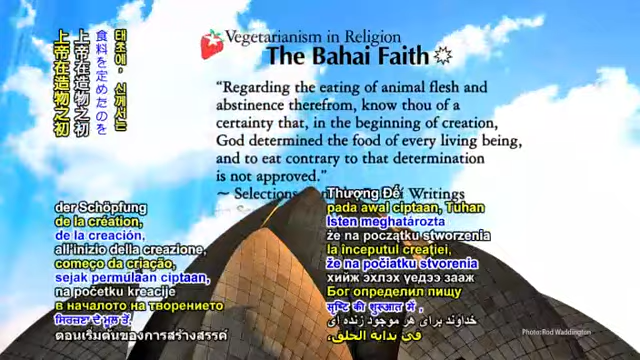 Vegetarianism in Religion
The Bahai Faith
“Regarding the eating of animal flesh and
abstinence therefrom, know thou of a
certainty that, in the beginning of creation,
God determined the food of every living being,
and to eat contrary to that determination
is not approved.”
~ Selections Writings
上帝在造物之初
上帝在造物之初
食料を定めたのを
태초에, 신께서는
der Schöpfung
de la création,
de la creación,
all'inizio della creazione,
começo da criação,
sejak permulaan ciptaan,
na početku kreacije
в началото на творението
ਸਿਰਜਣਾ ਦੇ ਮੂਲ ਤੋਂ,
ตอนเริ่มต้นของการสร้างสรรค์
Thượng Đế
pada awal ciptaan, Tuhan
Isten meghatározta
że na początku stworzenia
la începutul creaţiei,
že na počiatku stvorenia
хийж эхлэх үедээ зааж
Бог определил пищу
सृष्टि की शुरुआत में ,
خداوند برای هر موجود زنده ای
في بداية الخلق،
Photo:Rod Waddington